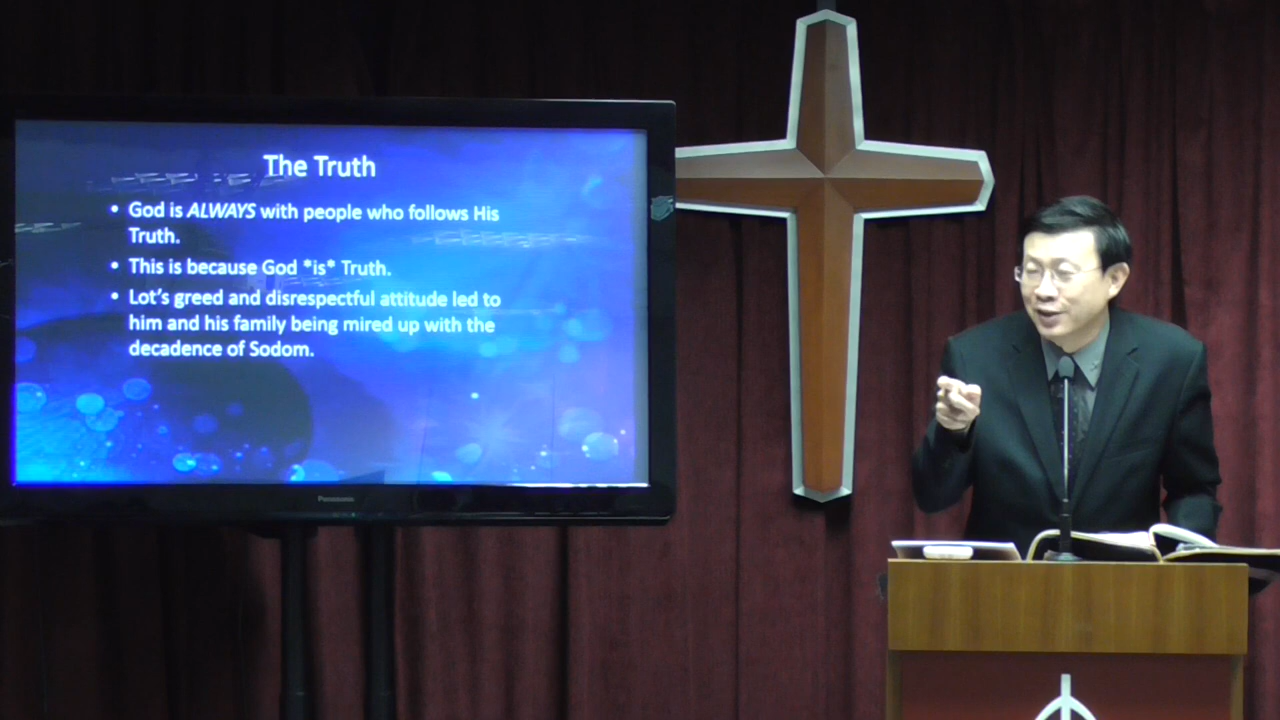 The Truth
• God is ALWAYS with people who follows His
Truth.
• This is because God *is* Truth.
• Lot's greed and disrespectful attitude led to
him and his family being mired up with the
decadence of Sodom.
Panasonic